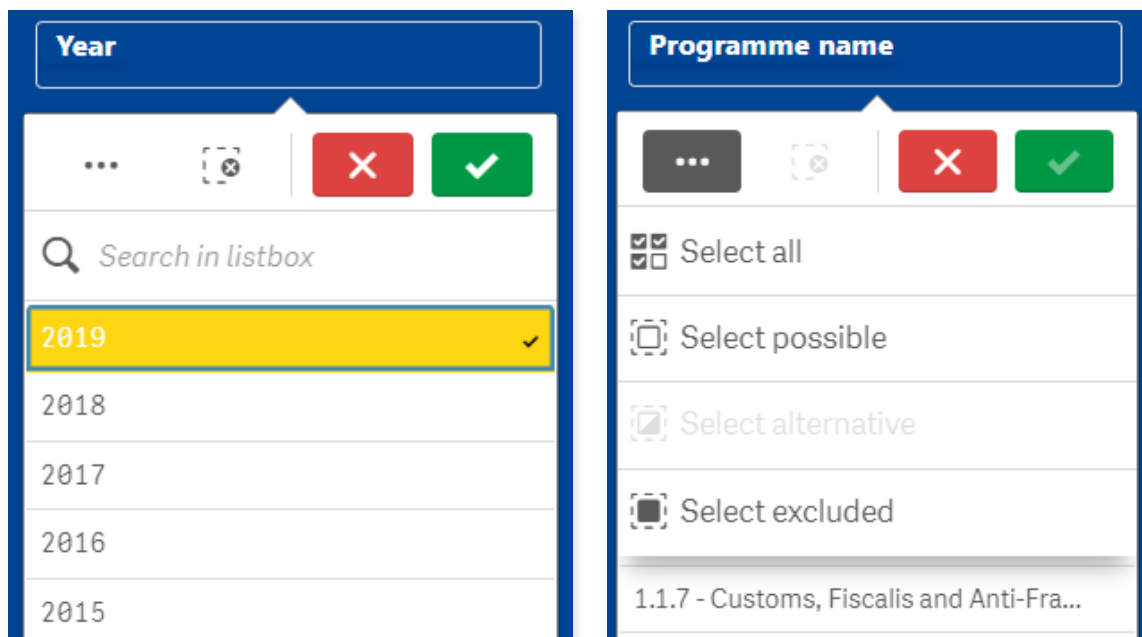 Year
Search in listbox
2019
2018
2017
2016
2015
Programme name
Select all
Select possible
Select alternative
Select excluded
1.1.7 - Customs, Fiscalis and Anti-Fra...